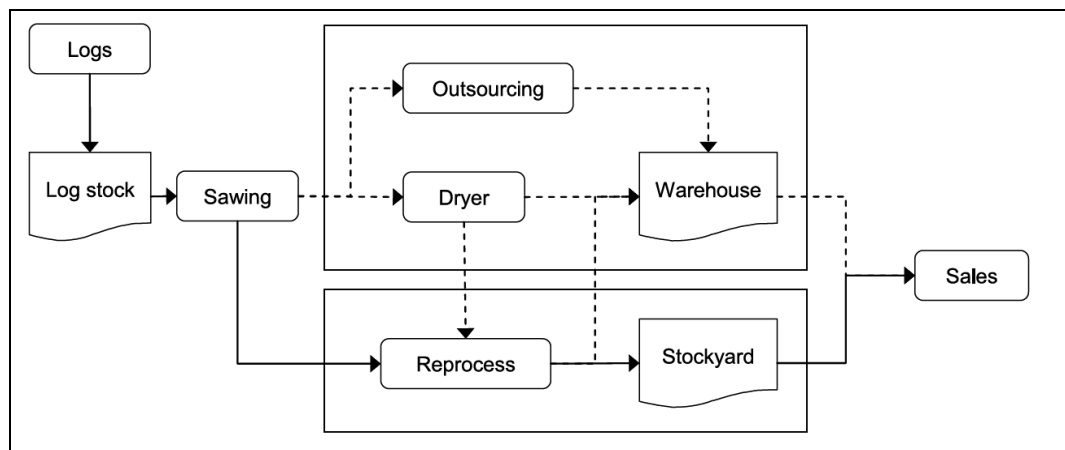 Logs
Outsourcing
Log stock
Sawing
Dryer
Warehouse
Sales
Reprocess
Stockyard